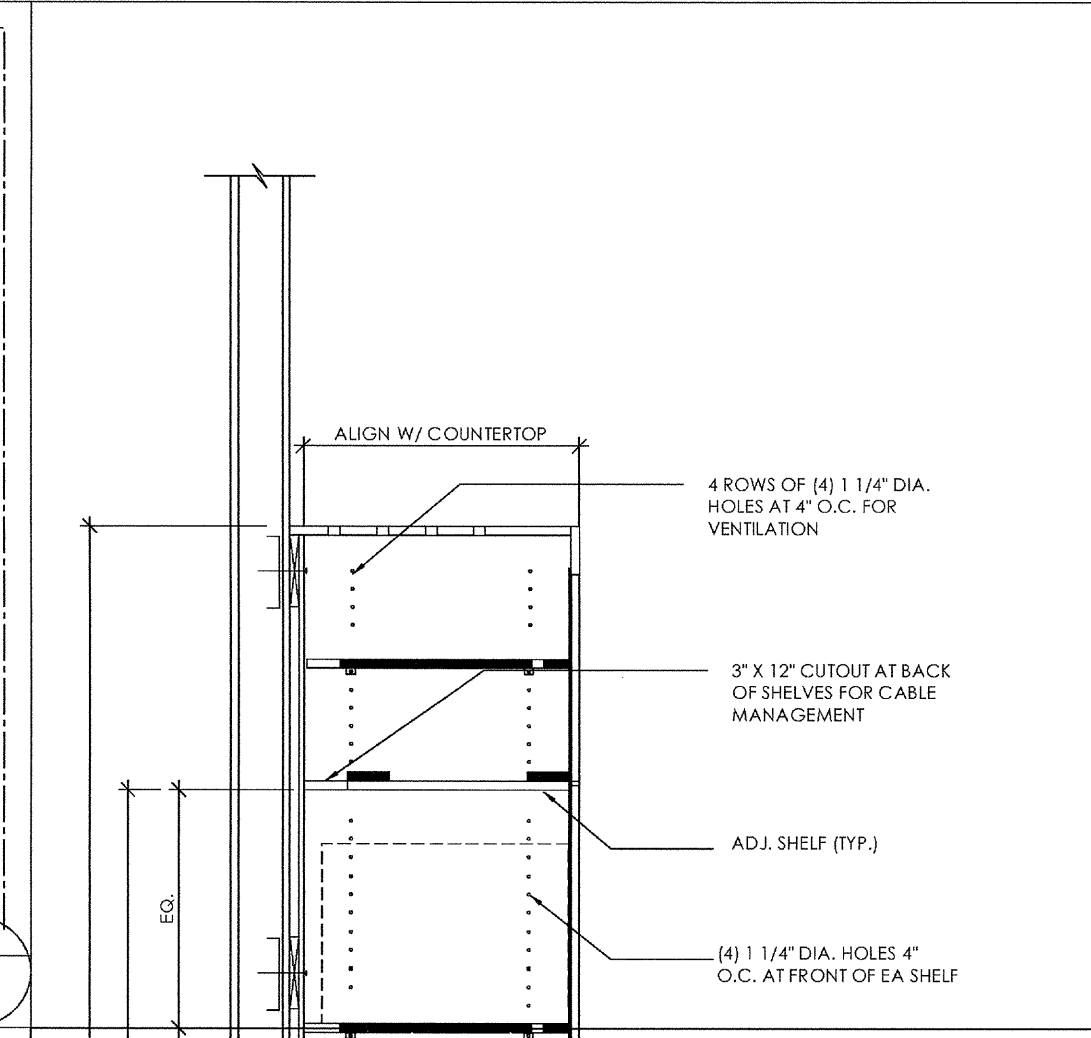 ALIGN W/ COUNTERTOP
4 ROWS OF (4) 1 1/4" DIA.
HOLES AT 4" O.C. FOR
VENTILATION
3" X 12" CUTOUT AT BACK
OF SHELVES FOR CABLE
MANAGEMENT
ADJ. SHELF (TYP.)
EQ.
(4) 1 1/4" DIA. HOLES 4"
O.C. AT FRONT OF EA SHELF